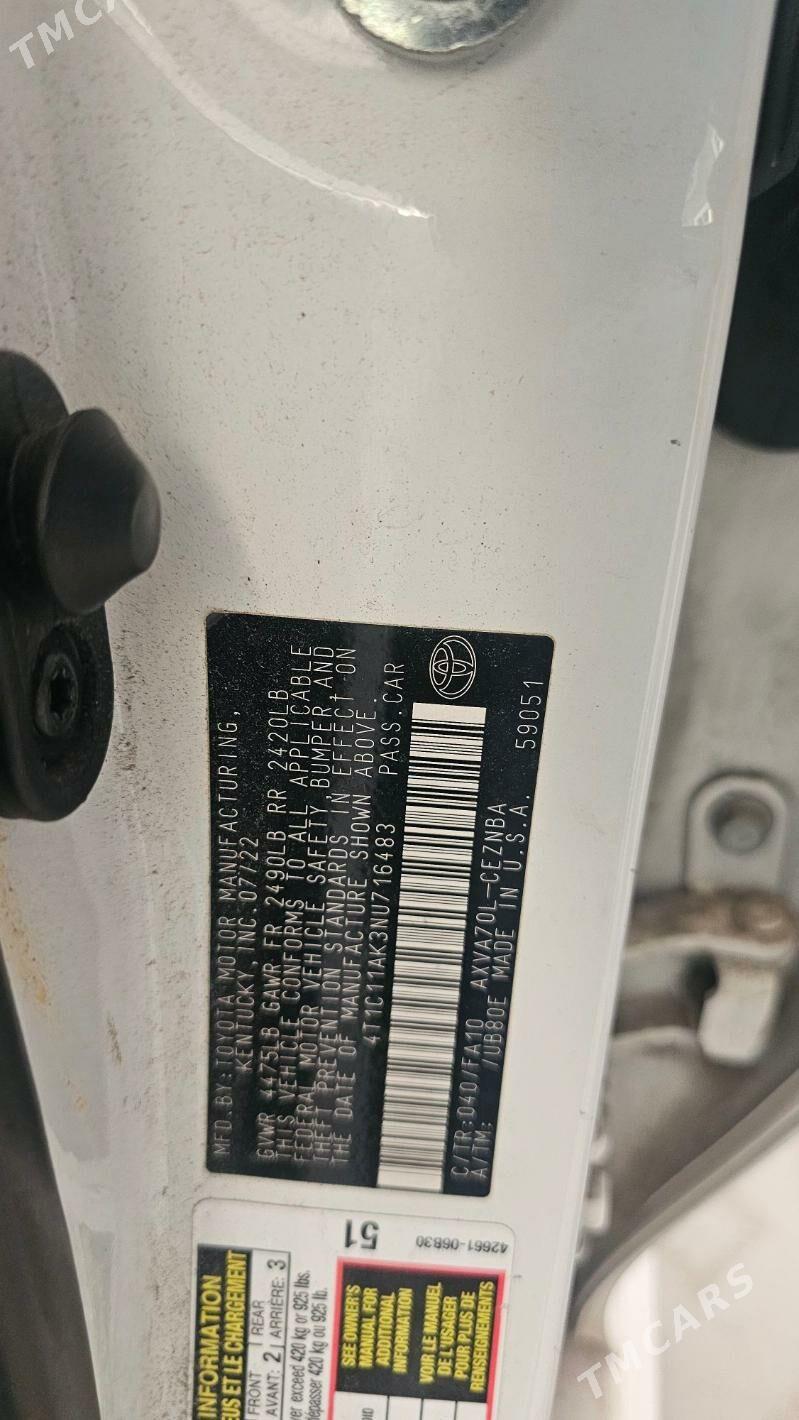 TMCARS
MFD.BY:TOYOTA MOTOR MANUFACTURING,
KENTUCKY, INC.07/22
GVWR 4475LB GAWR FR 2490LB RR 2420LB
THIS VEHICLE CONFORMS TO ALL APPLICABLE
FEDERAL MOTOR VEHICLE SAFETY,BUMPER,AND
THEFT PREVENTION STANDARDS IN EFFECT ON
THE DATE OF MANUFACTURE SHOWN ABOVE.
4T1C11AK3NU716483 PASS.CAR
C/TR:040/FA10 AXVA70L-CEZNBA
A/TM: /UB80E MADE IN U.S.A. 59051
INFORMATION
ET LE CHARGEMENT
FRONT REAR
AVANT: 2 ARRIÈRE: 3
exceed 420 kg or 925 lbs.
dépasser 420 kg ou 925 lb.
51
42661-06B30
SEE OWNER'S
MANUAL FOR
ADDITIONAL
INFORMATION
VOIR LE MANUEL
DE L'USAGER
POUR PLUS DE
RENSEIGNEMENTS
TMCARS